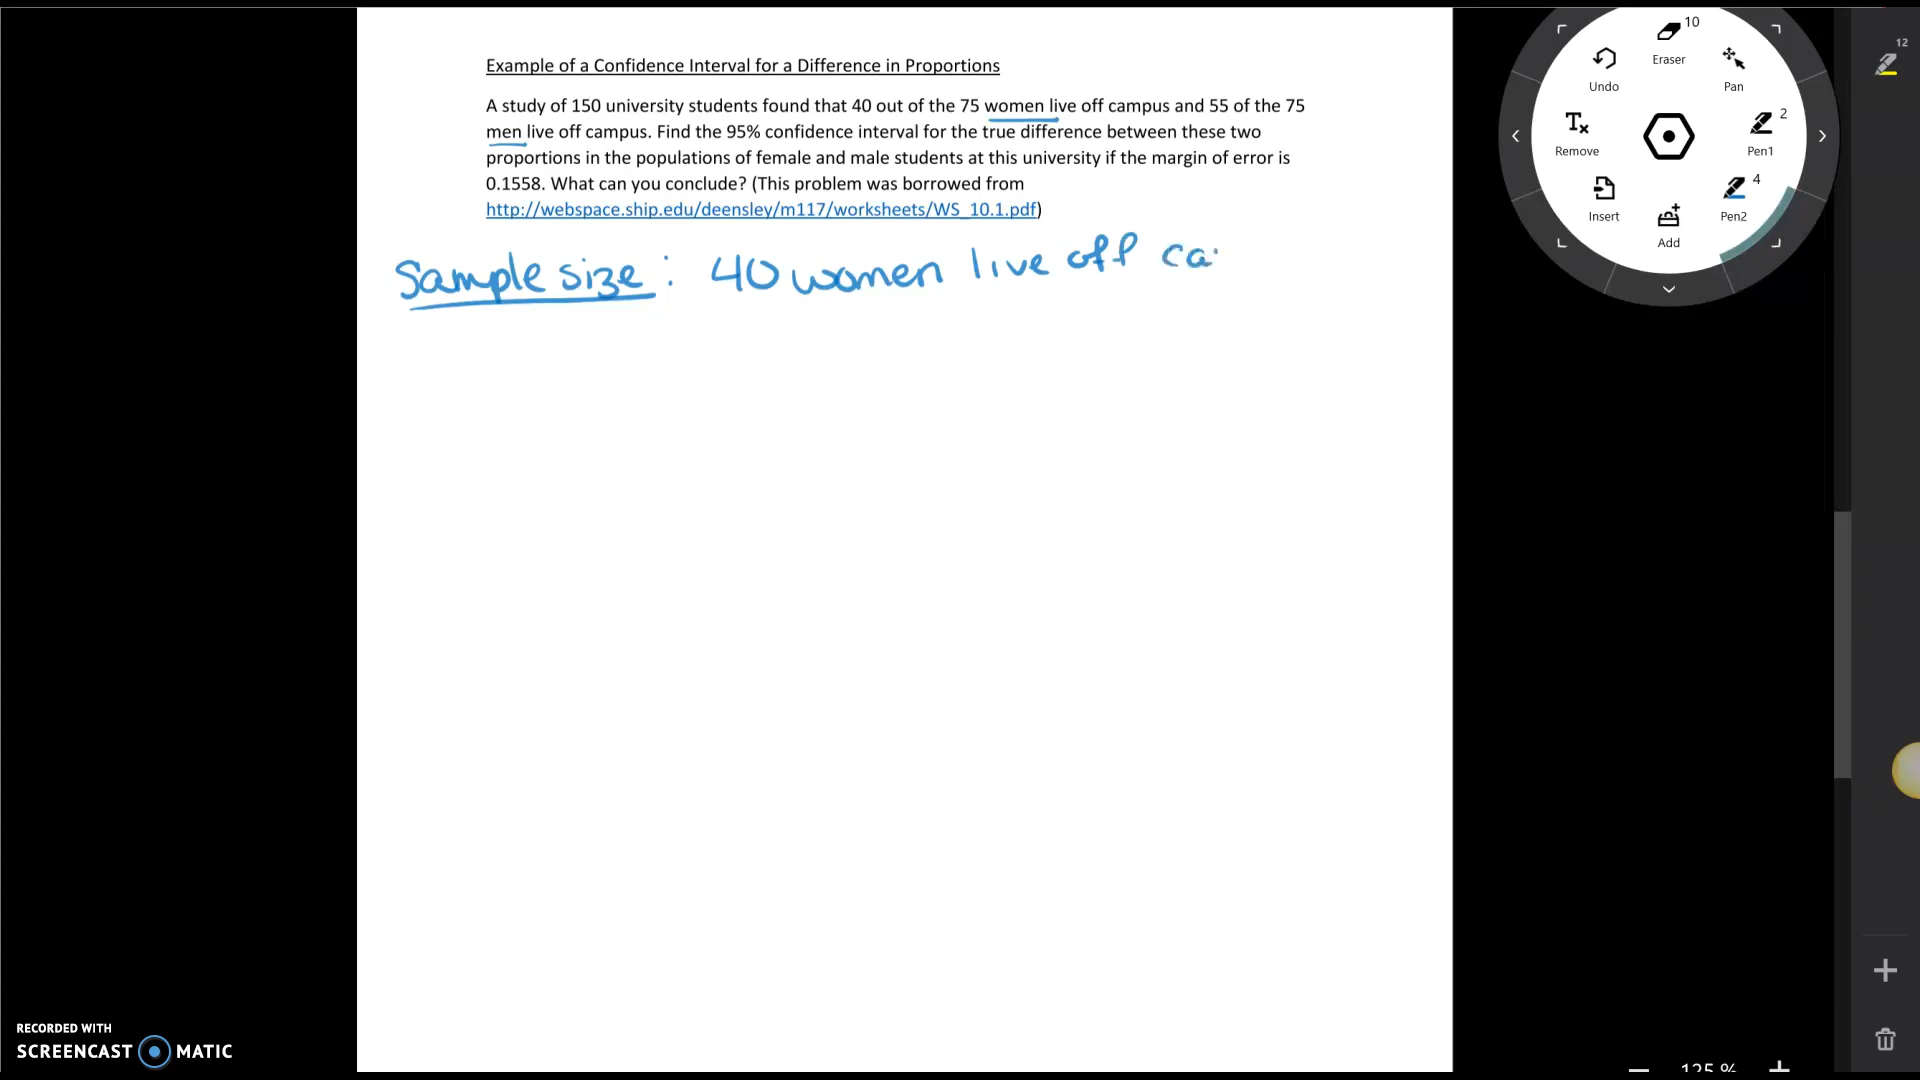 Example of a Confidence Interval for a Difference in Proportions
A study of 150 university students found that 40 out of the 75 women live off campus and 55 of the 75
men live off campus. Find the 95% confidence interval for the true difference between these two
proportions in the populations of female and male students at this university if the margin of error is
0.1558. What can you conclude? (This problem was borrowed from
http://webspace.ship.edu/deensley/m117/worksheets/WS_10.1.pdf)
Sample size: 40 women live off ca
10
Eraser
Undo
Pan
Remove
2
Pen1
Insert
4
Pen2
Add
12
RECORDED WITH
SCREENCAST MATIC
125 %